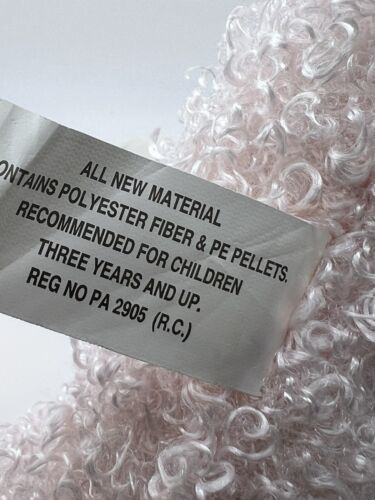 ALL NEW MATERIAL
ONTAINS POLYESTER FIBER & PE PELLETS.
RECOMMENDED FOR CHILDREN
THREE YEARS AND UP.
REG NO PA 2905 (R.C.)